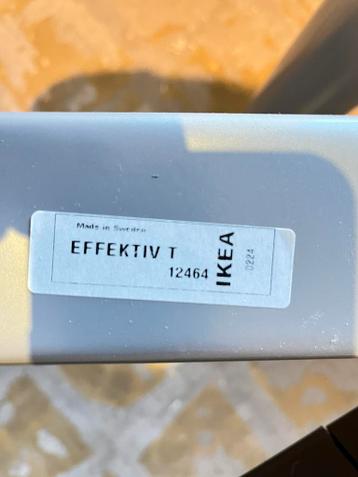 Made in Sweden
EFFEKTIV T
12464
IKEA
0224